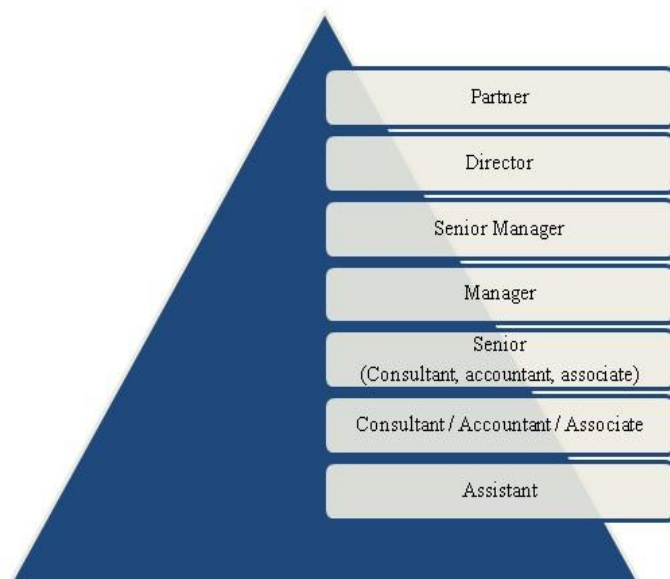 Partner
Director
Senior Manager
Manager
Senior
(Consultant, accountant, associate)
Consultant / Accountant / Associate
Assistant